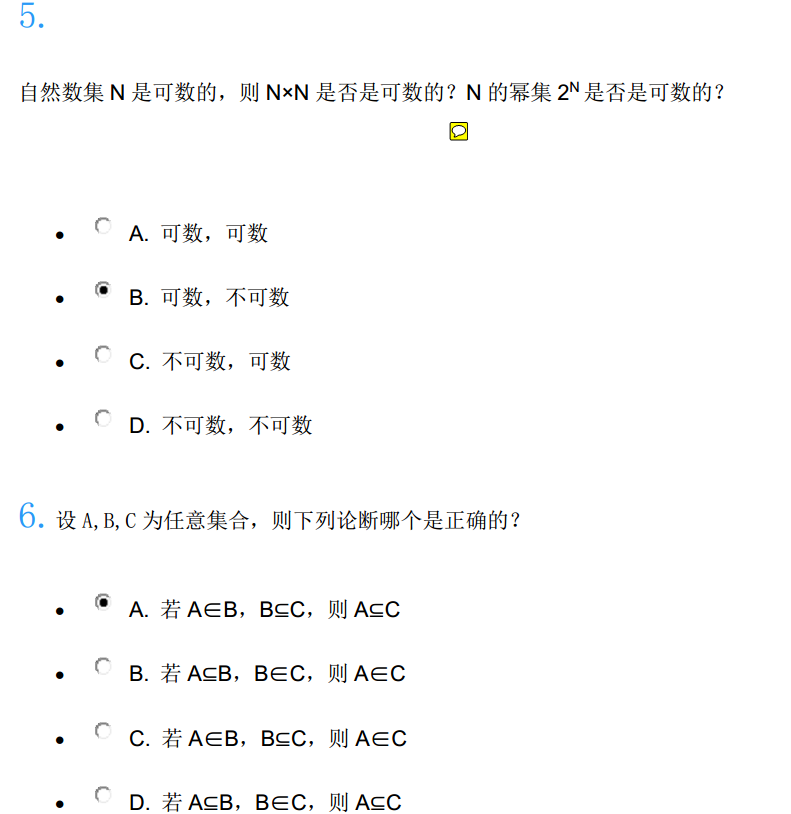 5.
自然数集 N 是可数的，则 N×N 是否是可数的？N 的幂集 2ᴺ 是否是可数的？
A. 可数，可数
B. 可数，不可数
C. 不可数，可数
D. 不可数，不可数
6. 设 A,B,C 为任意集合，则下列论断哪个是正确的？
A. 若 A∈B，B⊆C，则 A⊆C
B. 若 A⊆B，B∈C，则 A∈C
C. 若 A∈B，B⊆C，则 A∈C
D. 若 A⊆B，B∈C，则 A⊆C